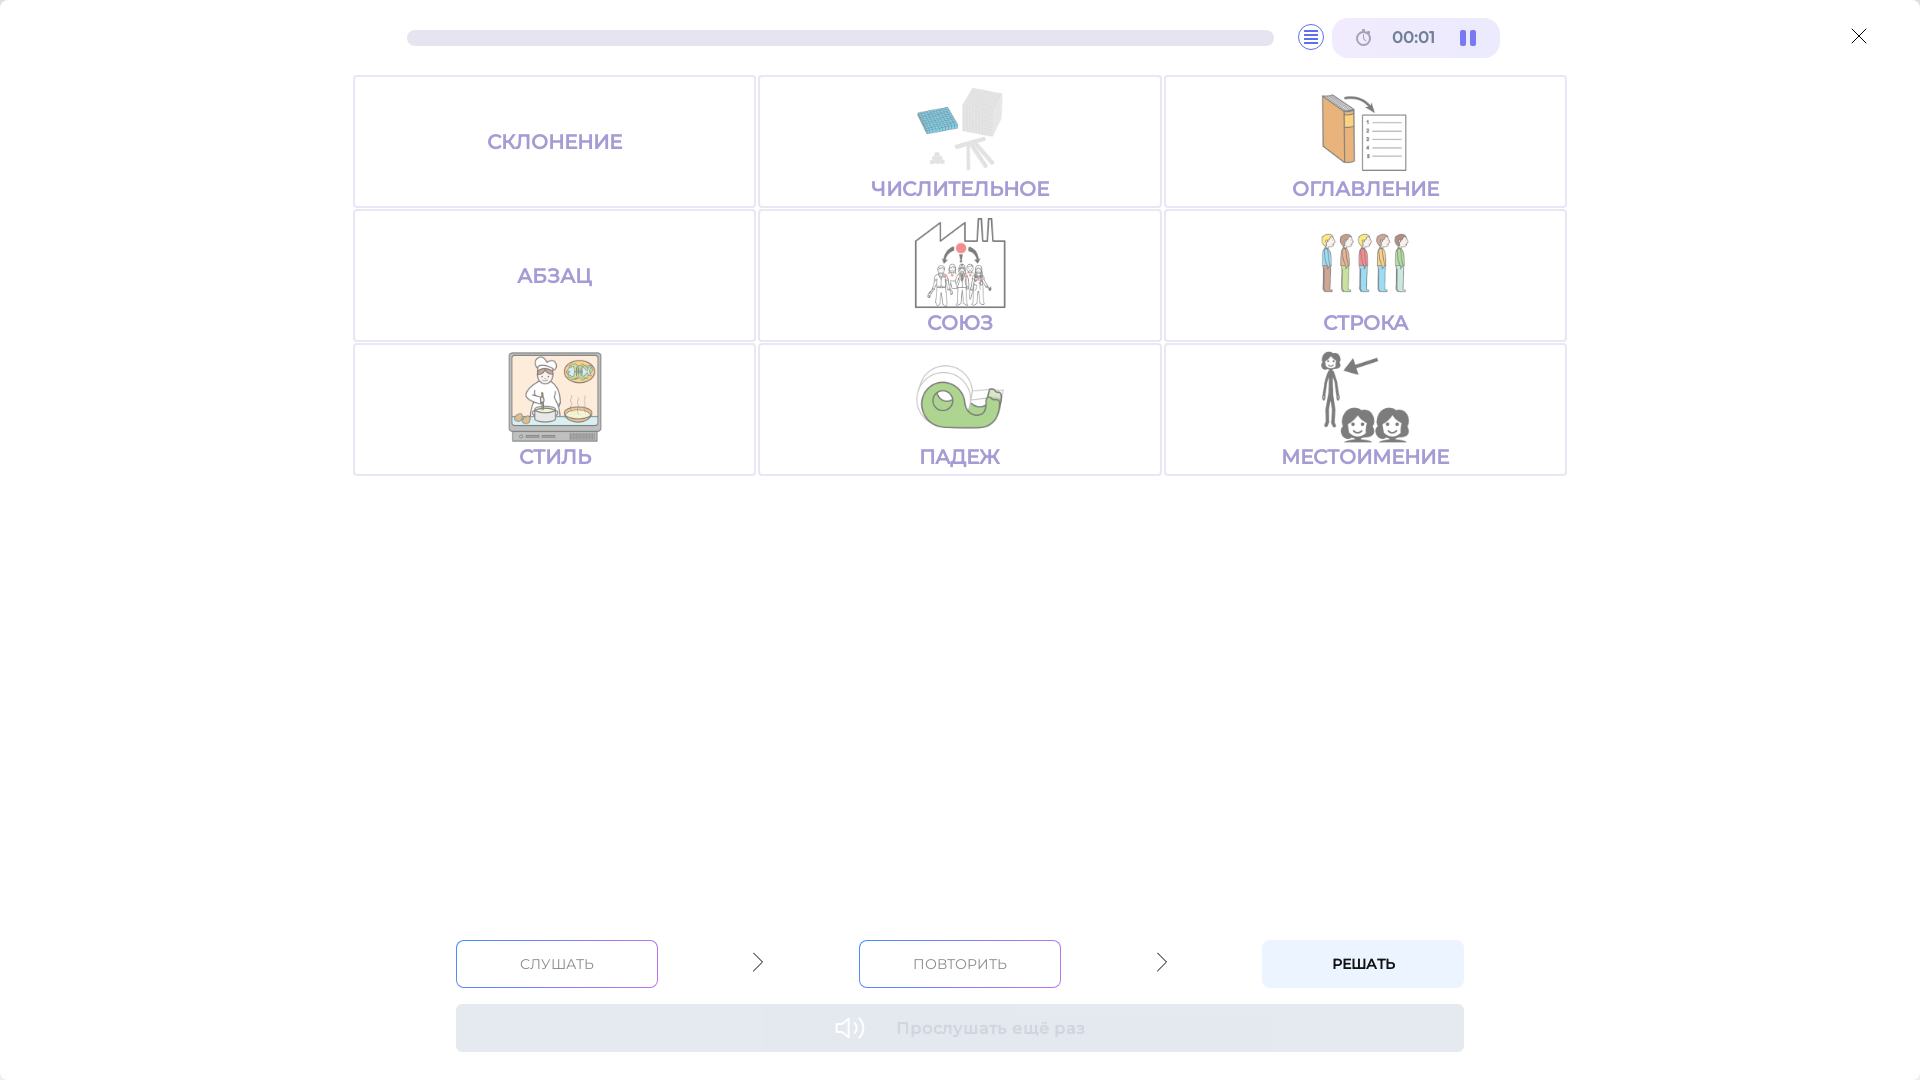 00:01
СКЛОНЕНИЕ
ЧИСЛИТЕЛЬНОЕ
ОГЛАВЛЕНИЕ
АБЗАЦ
СОЮЗ
СТРОКА
СТИЛЬ
ПАДЕЖ
МЕСТОИМЕНИЕ
СЛУШАТЬ
ПОВТОРИТЬ
РЕШАТЬ
Прослушать ещё раз